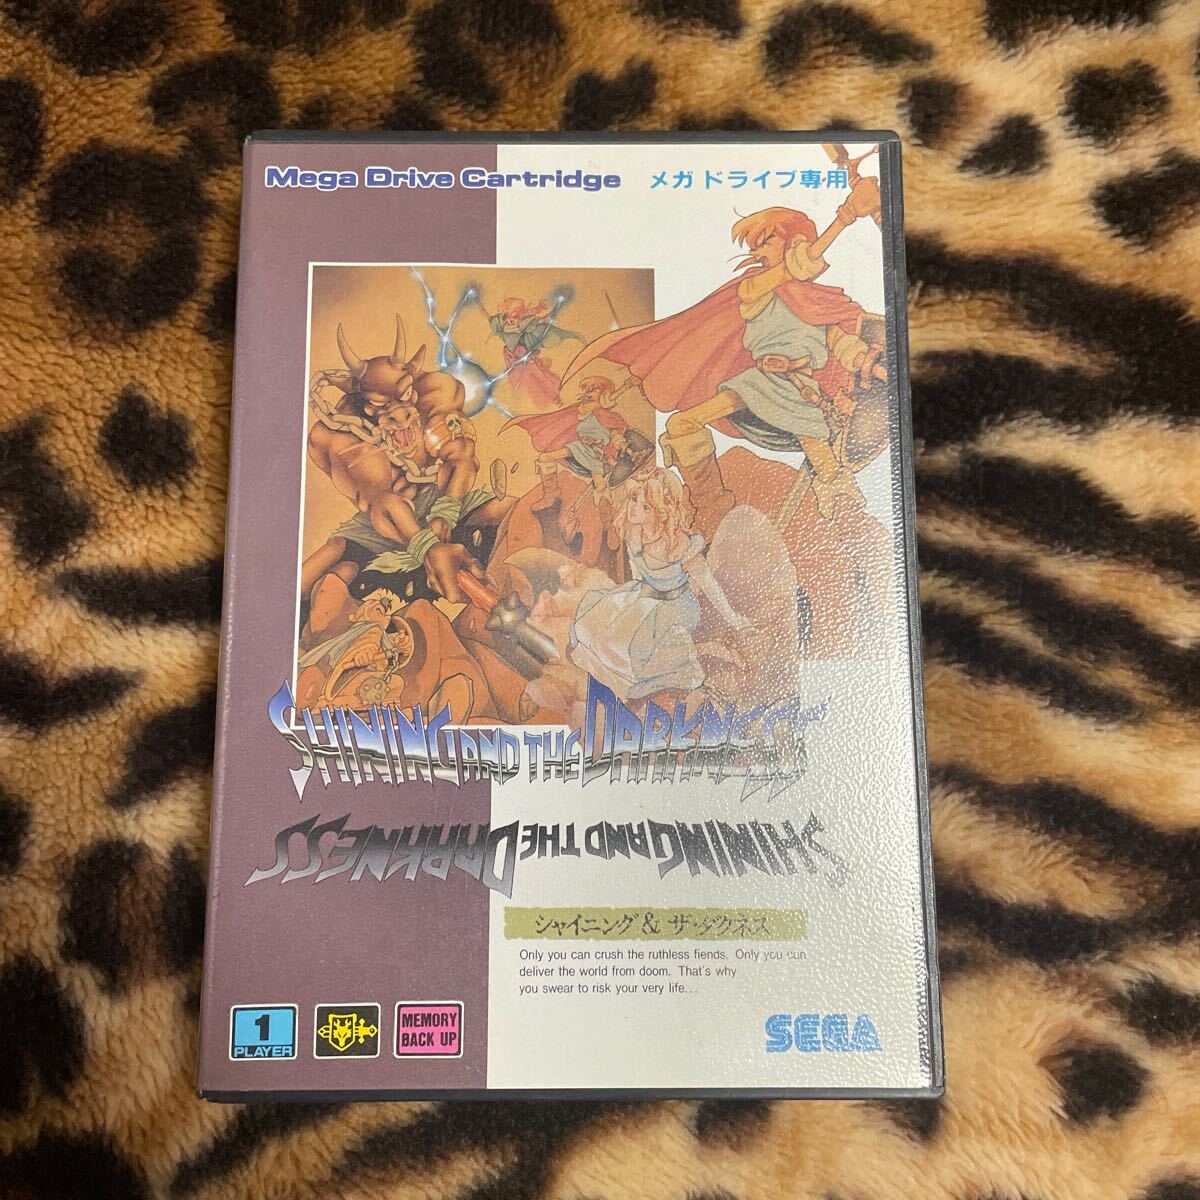 Mega Drive Cartridge メガドライブ専用
SHINING AND THE DARKNESS
SHINING AND THE DARKNESS
シャイニング & ザ・ダクネス
Only you can crush the ruthless fiends. Only you can
deliver the world from doom. That's why
you swear to risk your very life...
1
PLAYER
MEMORY
BACK UP
SEGA